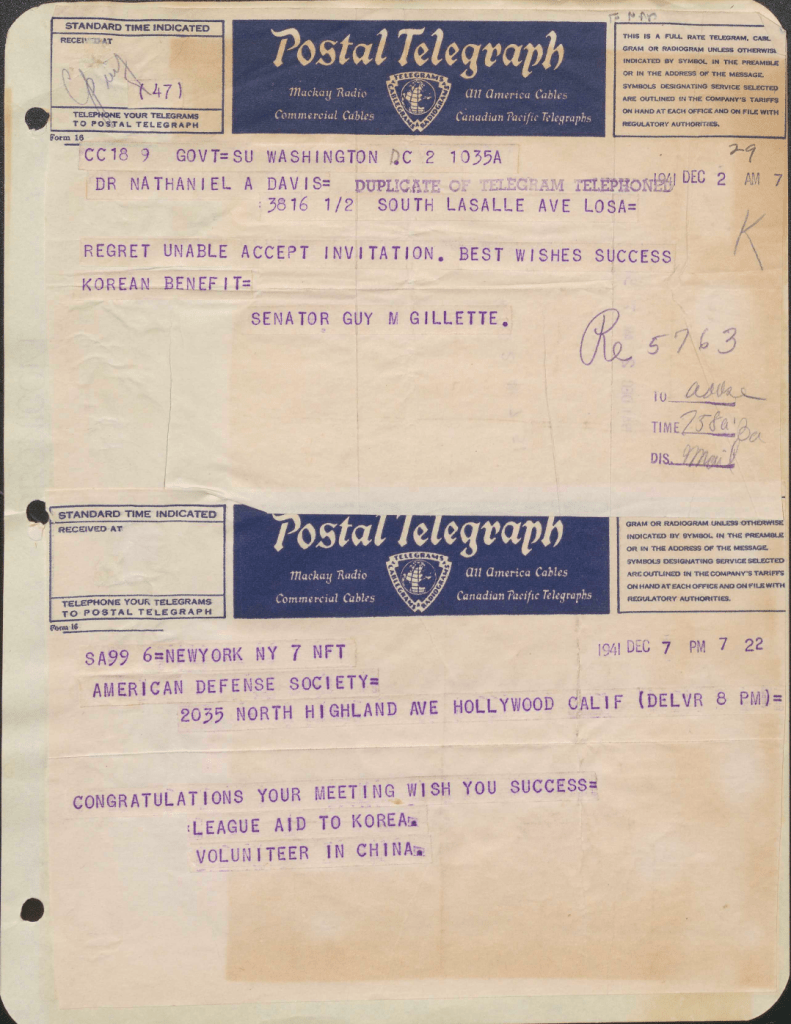 STANDARD TIME INDICATED
RECEIVED AT
(47)
TELEPHONE YOUR TELEGRAMS
TO POSTAL TELEGRAPH
Form 16
Postal Telegraph
Mackay Radio
All America Cables
Commercial Cables
Canadian Pacific Telegraphs
TELEGRAMS
THIS IS A FULL RATE TELEGRAM, CABL
GRAM OR RADIOGRAM UNLESS OTHERWISE
INDICATED BY SYMBOL IN THE PREAMBLE
OR IN THE ADDRESS OF THE MESSAGE.
SYMBOLS DESIGNATING SERVICE SELECTED
ARE OUTLINED IN THE COMPANY'S TARIFFS
ON HAND AT EACH OFFICE AND ON FILE WITH
REGULATORY AUTHORITIES.
CC18 9 GOVT=SU WASHINGTON D.C 2 1035A
29
DR NATHANIEL A DAVIS= DUPLICATE OF TELEGRAM TELEPHONED 1941 DEC 2 AM 7
:3816 1/2 SOUTH LASALLE AVE LOSA=
K
REGRET UNABLE ACCEPT INVITATION. BEST WISHES SUCCESS
KOREAN BENEFIT=
SENATOR GUY M GILLETTE.
Re 5763
TO
TIME 758a
DIS. Mail
STANDARD TIME INDICATED
RECEIVED AT
TELEPHONE YOUR TELEGRAMS
TO POSTAL TELEGRAPH
Form 16
Postal Telegraph
Mackay Radio
All America Cables
Commercial Cables
Canadian Pacific Telegraphs
TELEGRAMS
GRAM OR RADIOGRAM UNLESS OTHERWISE
INDICATED BY SYMBOL IN THE PREAMBLE
OR IN THE ADDRESS OF THE MESSAGE.
SYMBOLS DESIGNATING SERVICE SELECTED
ARE OUTLINED IN THE COMPANY'S TARIFFS
ON HAND AT EACH OFFICE AND ON FILE WITH
REGULATORY AUTHORITIES.
SA99 6=NEWYORK NY 7 NFT
1941 DEC 7 PM 7 22
AMERICAN DEFENSE SOCIETY=
2035 NORTH HIGHLAND AVE HOLLYWOOD CALIF (DELVR 8 PM)=
CONGRATULATIONS YOUR MEETING WISH YOU SUCCESS=
:LEAGUE AID TO KOREA
VOLUNITEER IN CHINA